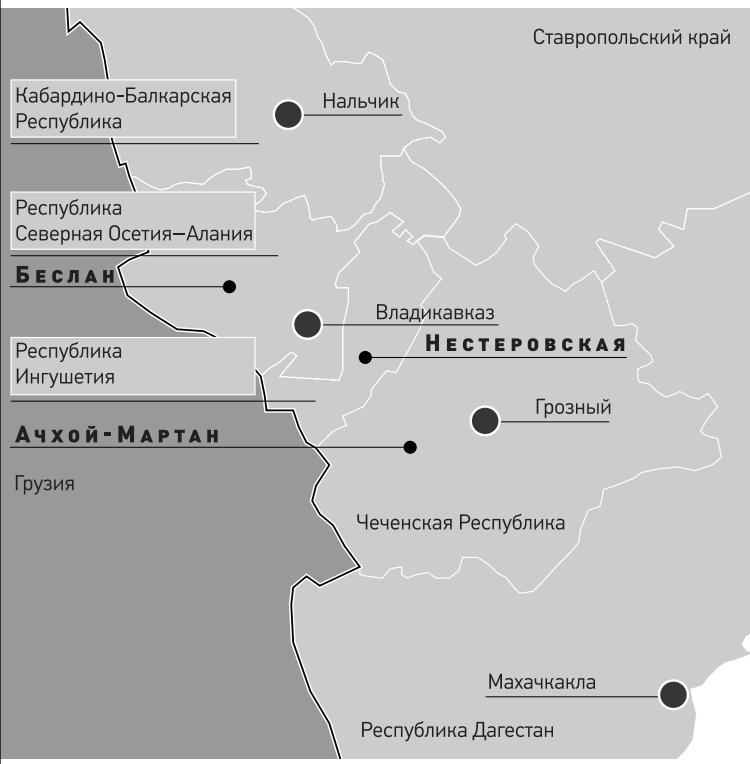 Ставропольский край
Кабардино-Балкарская
Республика
Нальчик
Республика
Северная Осетия—Алания
БЕСЛАН
Владикавказ
НЕСТЕРОВСКАЯ
Республика
Ингушетия
Грозный
АЧХОЙ-МАРТАН
Грузия
Чеченская Республика
Махачкакла
Республика Дагестан